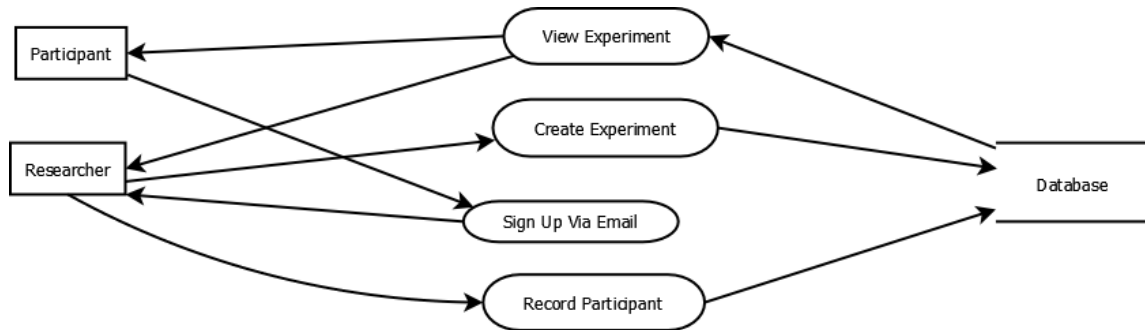 View Experiment
Participant
Create Experiment
Researcher
Database
Sign Up Via Email
Record Participant